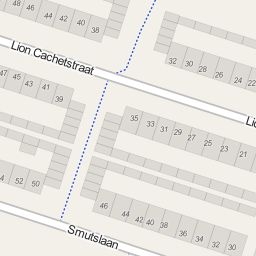 48 46 44 42 40 38
32 30 28 26 24 22
Lion Cachetstraat
Lio
47 45 43 41 39
35 33 31 29 27 25 23 21
54 52 50
46 44 42 40 38 36 34 32 30
Smutslaan